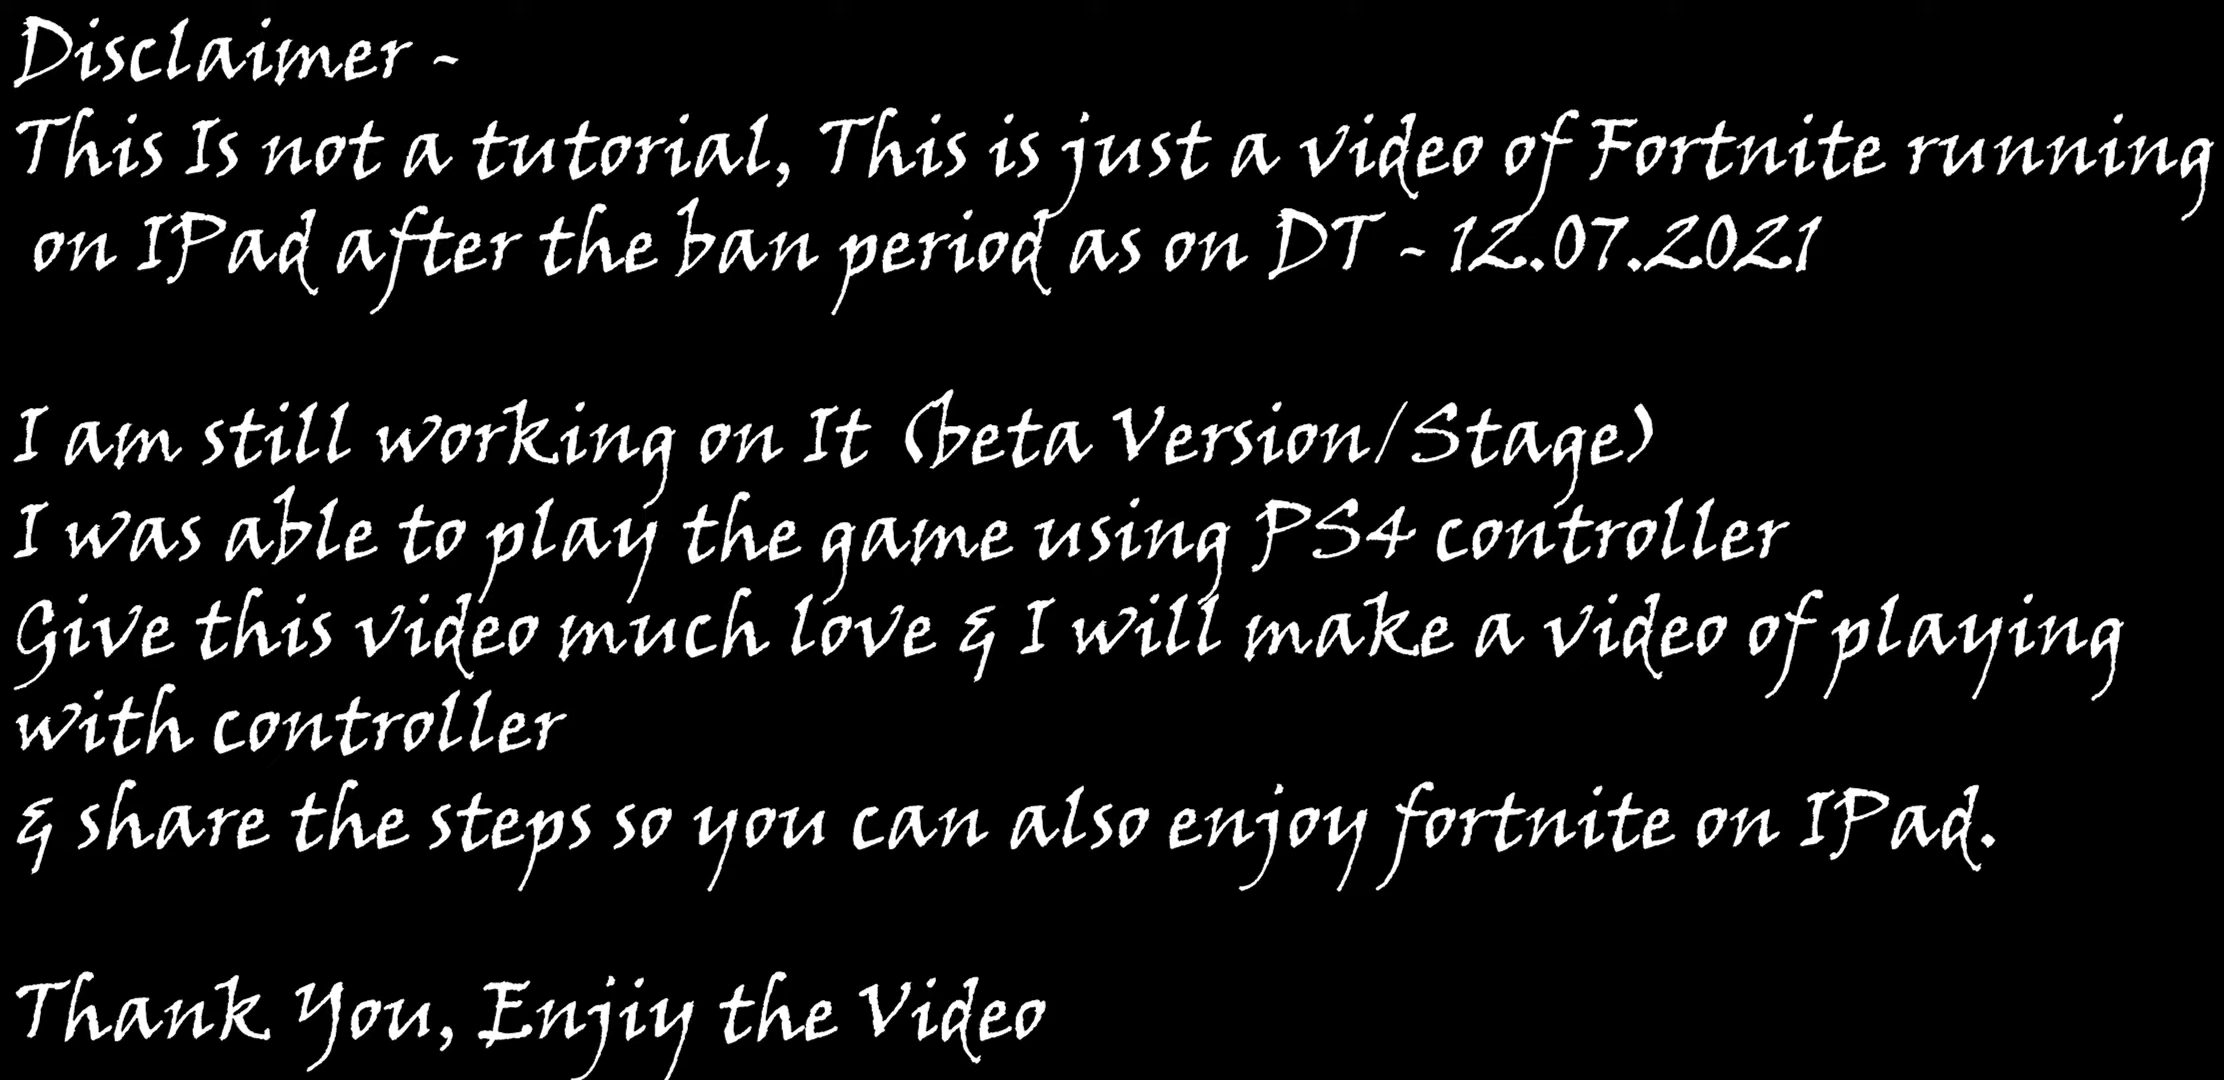 Disclaimer -
This Is not a tutorial, This is just a video of Fortnite running
on IPad after the ban period as on DT - 12.07.2021
I am still working on It (beta Version/Stage)
I was able to play the game using PS4 controller
Give this video much love & I will make a video of playing
with controller
& share the steps so you can also enjoy fortnite on IPad.
Thank You, Enjiy the Video